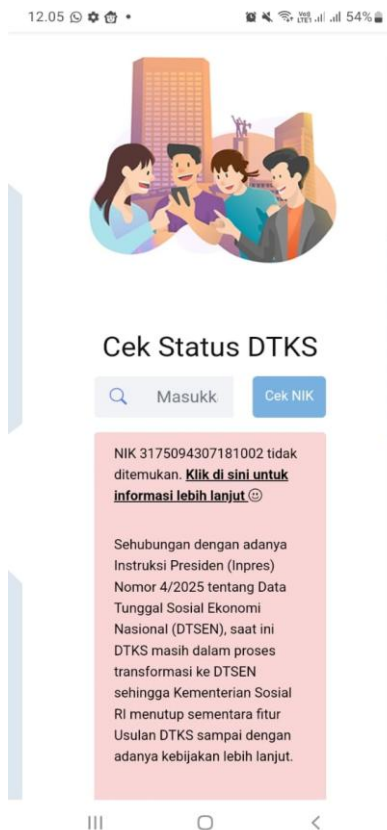 12.05 54%
Cek Status DTKS
Masukk Cek NIK
NIK 3175094307181002 tidak
ditemukan. Klik di sini untuk
informasi lebih lanjut
Sehubungan dengan adanya
Instruksi Presiden (Inpres)
Nomor 4/2025 tentang Data
Tunggal Sosial Ekonomi
Nasional (DTSEN), saat ini
DTKS masih dalam proses
transformasi ke DTSEN
sehingga Kementerian Sosial
RI menutup sementara fitur
Usulan DTKS sampai dengan
adanya kebijakan lebih lanjut.